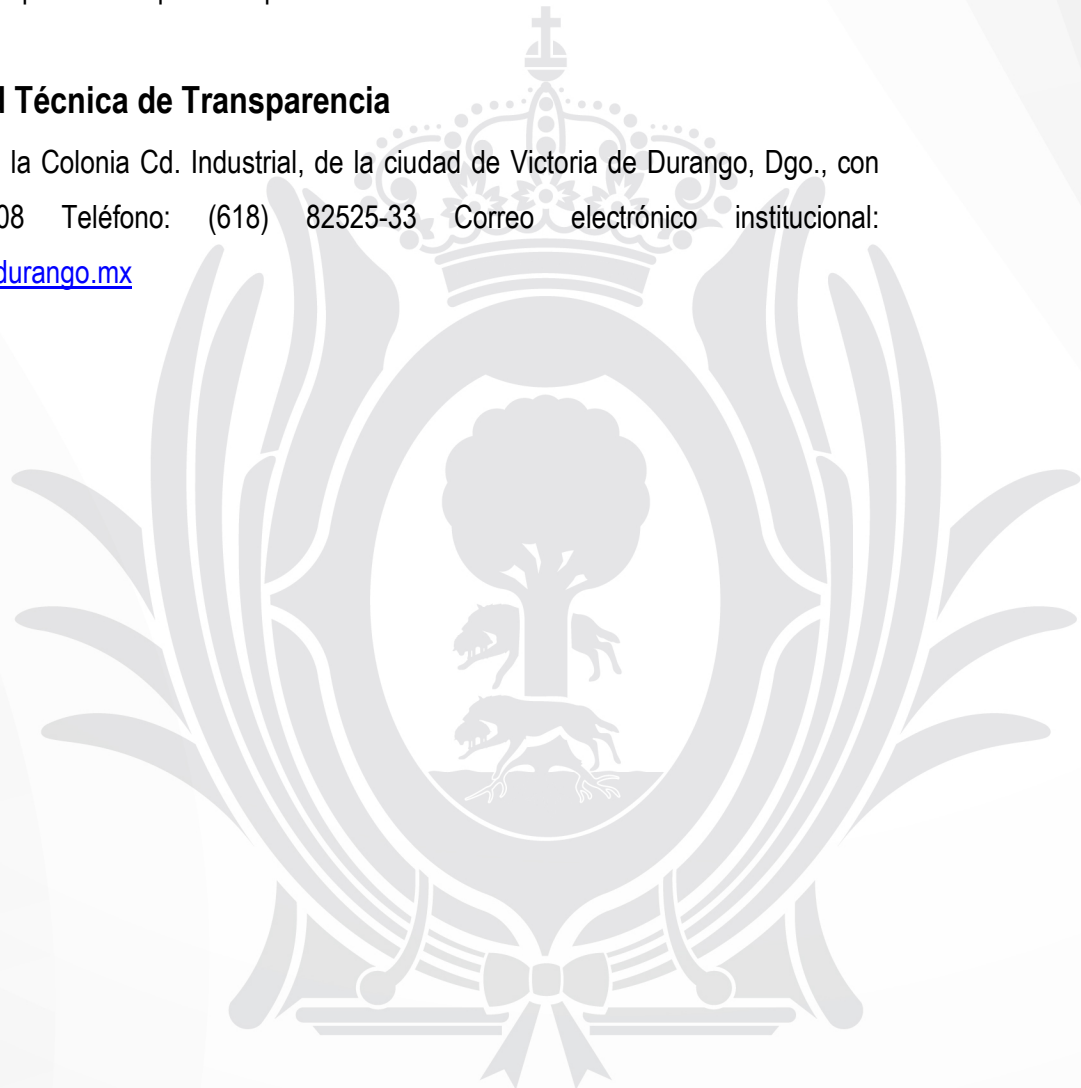 Técnica de Transparencia
la Colonia Cd. Industrial, de la ciudad de Victoria de Durango, Dgo., con
08 Teléfono: (618) 82525-33 Correo electrónico institucional:
durango.mx